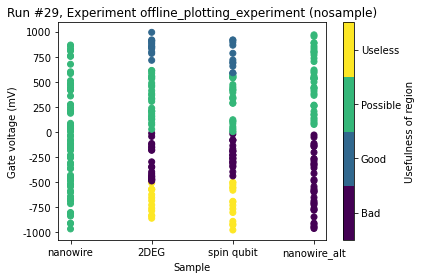 Run #29, Experiment offline_plotting_experiment (nosample)
1000
750
500
250
0
-250
-500
-750
-1000
Gate voltage (mV)
nanowire
2DEG
spin qubit
nanowire_alt
Sample
Useless
Possible
Good
Bad
Usefulness of region